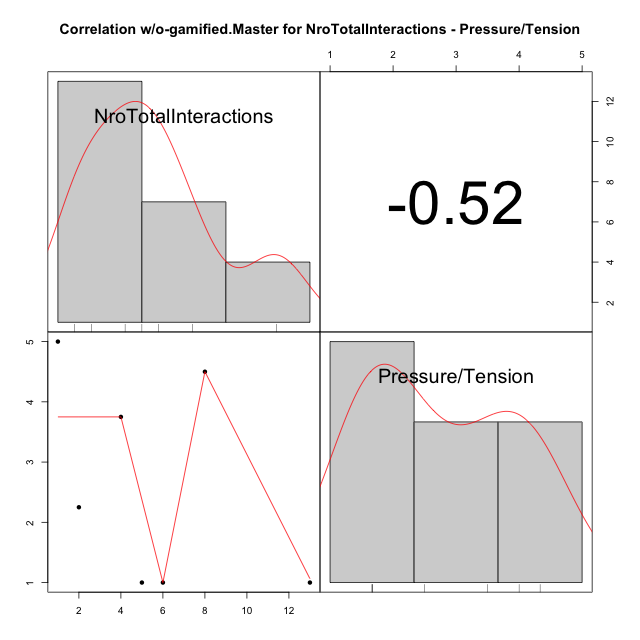 Correlation w/o-gamified.Master for NroTotalInteractions - Pressure/Tension
1 2 3 4 5
NroTotalInteractions
-0.52
12
10
8
6
4
2
5
4
3
2
1
Pressure/Tension
2 4 6 8 10 12